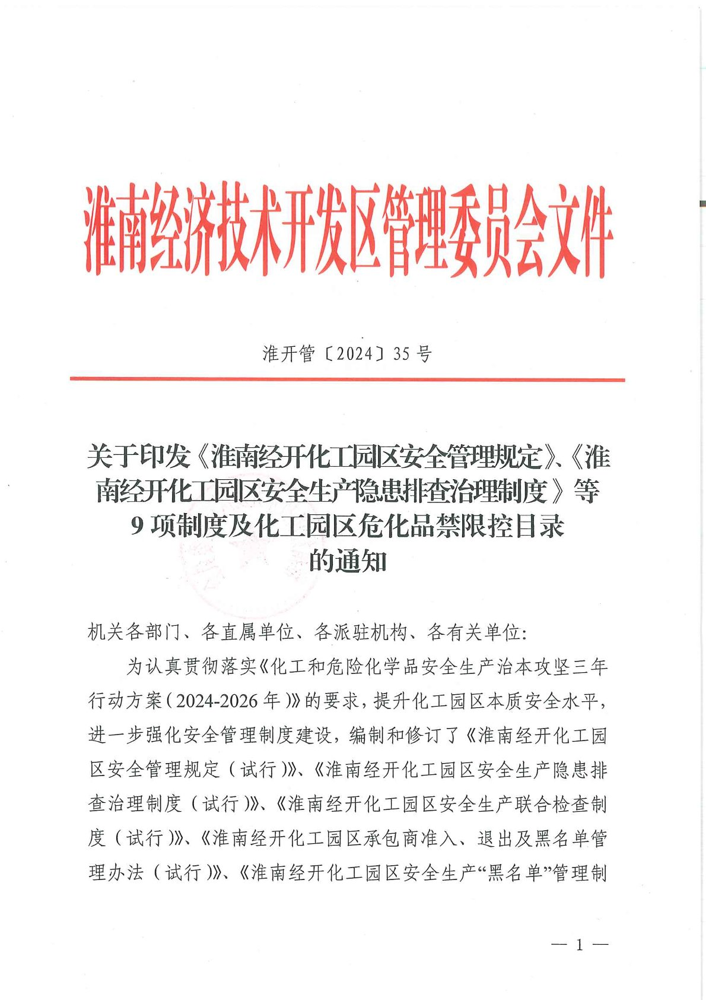 淮南经济技术开发区管理委员会文件
淮开管〔2024〕35 号
关于印发《淮南经开化工园区安全管理规定》、《淮
南经开化工园区安全生产隐患排查治理制度》等
9 项制度及化工园区危化品禁限控目录
的通知
机关各部门、各直属单位、各派驻机构、各有关单位:
为认真贯彻落实《化工和危险化学品安全生产治本攻坚三年
行动方案(2024-2026 年)》的要求,提升化工园区本质安全水平,
进一步强化安全管理制度建设,编制和修订了《淮南经开化工园
区安全管理规定(试行)》、《淮南经开化工园区安全生产隐患排
查治理制度(试行)》、《淮南经开化工园区安全生产联合检查制
度(试行)》、《淮南经开化工园区承包商准入、退出及黑名单管
理办法(试行)》、《淮南经开化工园区安全生产“黑名单”管理制
— 1 —